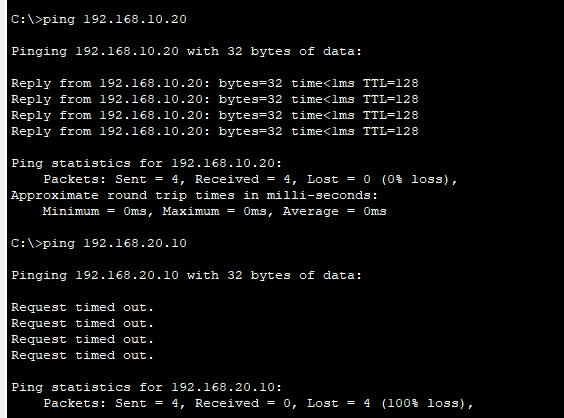 C:\>ping 192.168.10.20
Pinging 192.168.10.20 with 32 bytes of data:
Reply from 192.168.10.20: bytes=32 time<1ms TTL=128
Reply from 192.168.10.20: bytes=32 time<1ms TTL=128
Reply from 192.168.10.20: bytes=32 time<1ms TTL=128
Reply from 192.168.10.20: bytes=32 time<1ms TTL=128
Ping statistics for 192.168.10.20:
Packets: Sent = 4, Received = 4, Lost = 0 (0% loss),
Approximate round trip times in milli-seconds:
Minimum = 0ms, Maximum = 0ms, Average = 0ms
C:\>ping 192.168.20.10
Pinging 192.168.20.10 with 32 bytes of data:
Request timed out.
Request timed out.
Request timed out.
Request timed out.
Ping statistics for 192.168.20.10:
Packets: Sent = 4, Received = 0, Lost = 4 (100% loss),